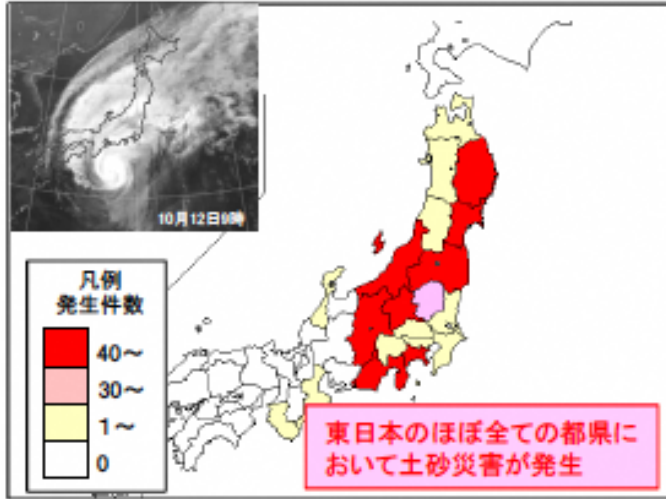 10月12日9時
凡例
発生件数
40～
30～
1～
0
東日本のほぼ全ての都県に
おいて土砂災害が発生